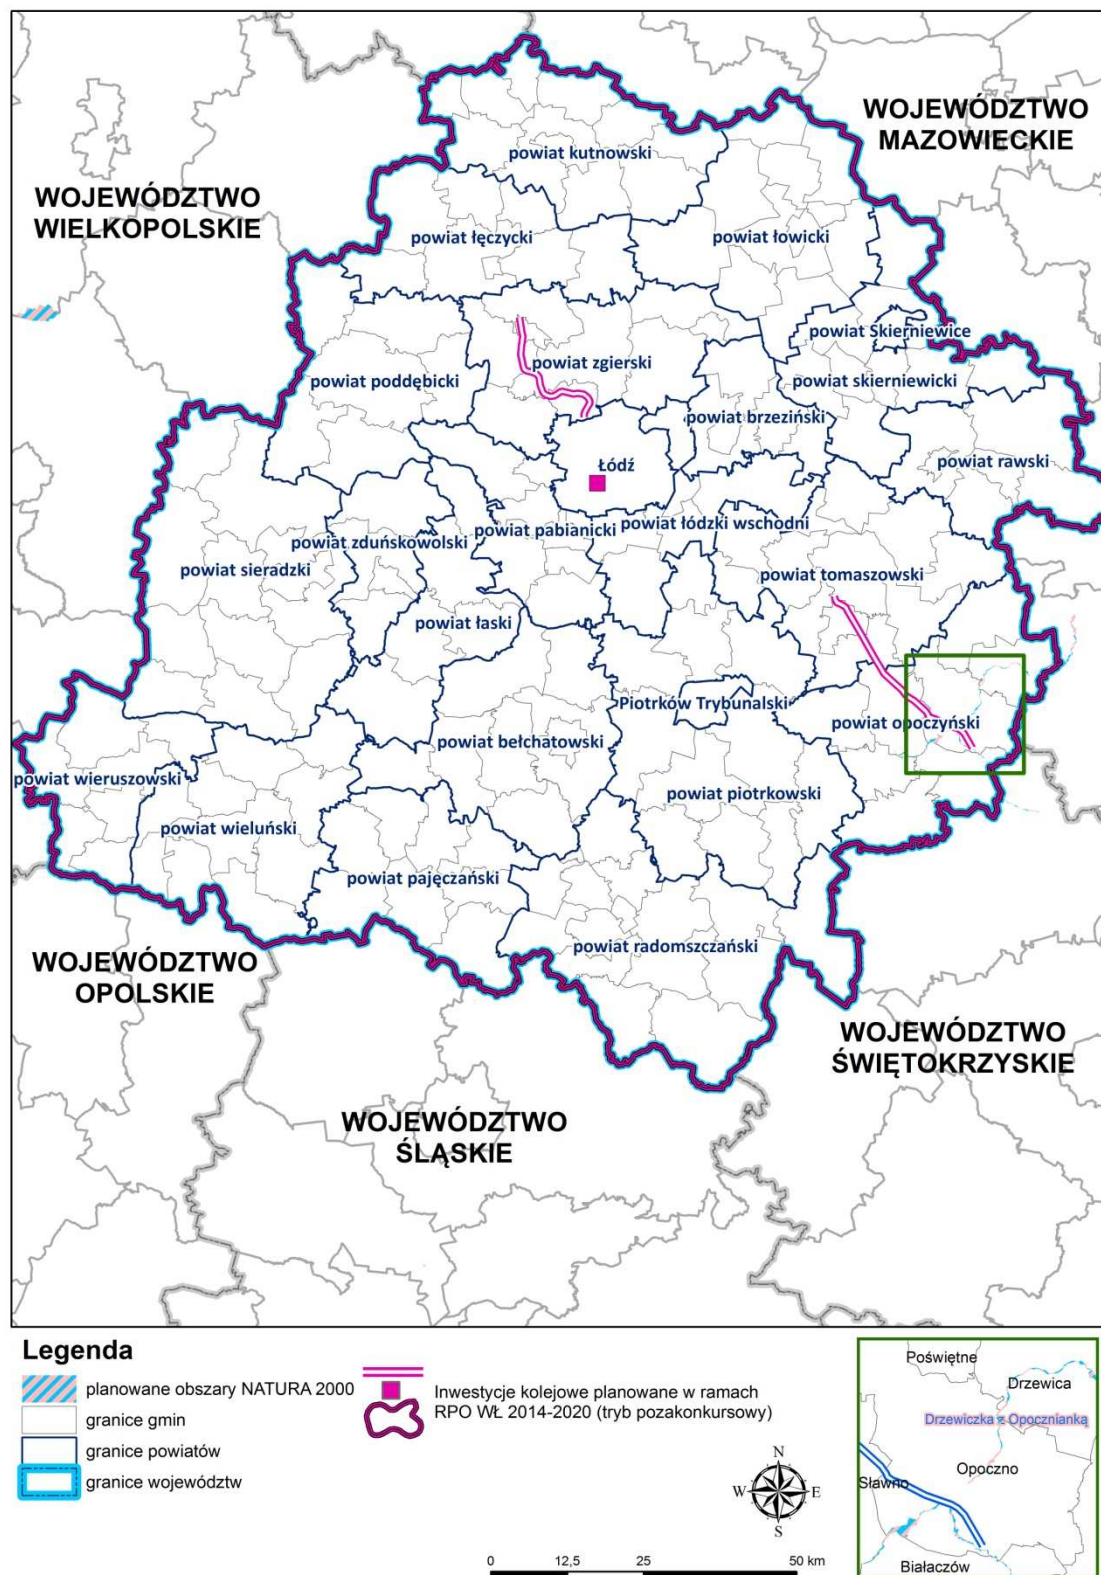 WOJEWÓDZTWO
MAZOWIECKIE
WOJEWÓDZTWO
WIELKOPOLSKIE
powiat kutnowski
powiat łęczycki
powiat łowicki
powiat Skierniewice
powiat zgierski
powiat poddębicki
powiat skierniewicki
powiat brzeziński
powiat rawski
Łódź
powiat pabianicki
powiat łódzki wschodni
powiat zduńskowolski
powiat sieradzki
powiat tomaszowski
powiat łaski
Piotrków Trybunalski
powiat opoczyński
powiat bełchatowski
powiat wieruszowski
powiat piotrkowski
powiat wieluński
powiat pajęczański
powiat radomszczański
WOJEWÓDZTWO
OPOLSKIE
WOJEWÓDZTWO
ŚWIĘTOKRZYSKIE
WOJEWÓDZTWO
ŚLĄSKIE
Legenda
planowane obszary NATURA 2000
granice gmin
granice powiatów
granice województw
Inwestycje kolejowe planowane w ramach
RPO WŁ 2014-2020 (tryb pozakonkursowy)
N
W E
S
0 12,5 25 50 km
Poświętne
Drzewica
Drzewiczka z Opocznianką
Opoczno
Sławno
Białaczów